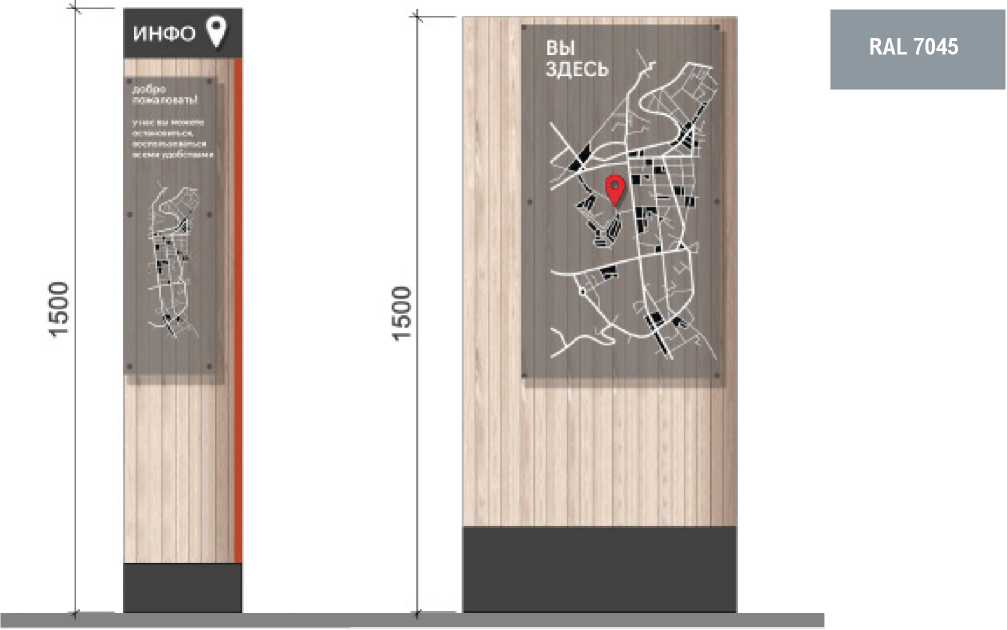 ИНФО
добро
пожаловать!
у нас вы можете
остановиться,
воспользоваться
всеми удобствами
1500
ВЫ
ЗДЕСЬ
1500
RAL 7045